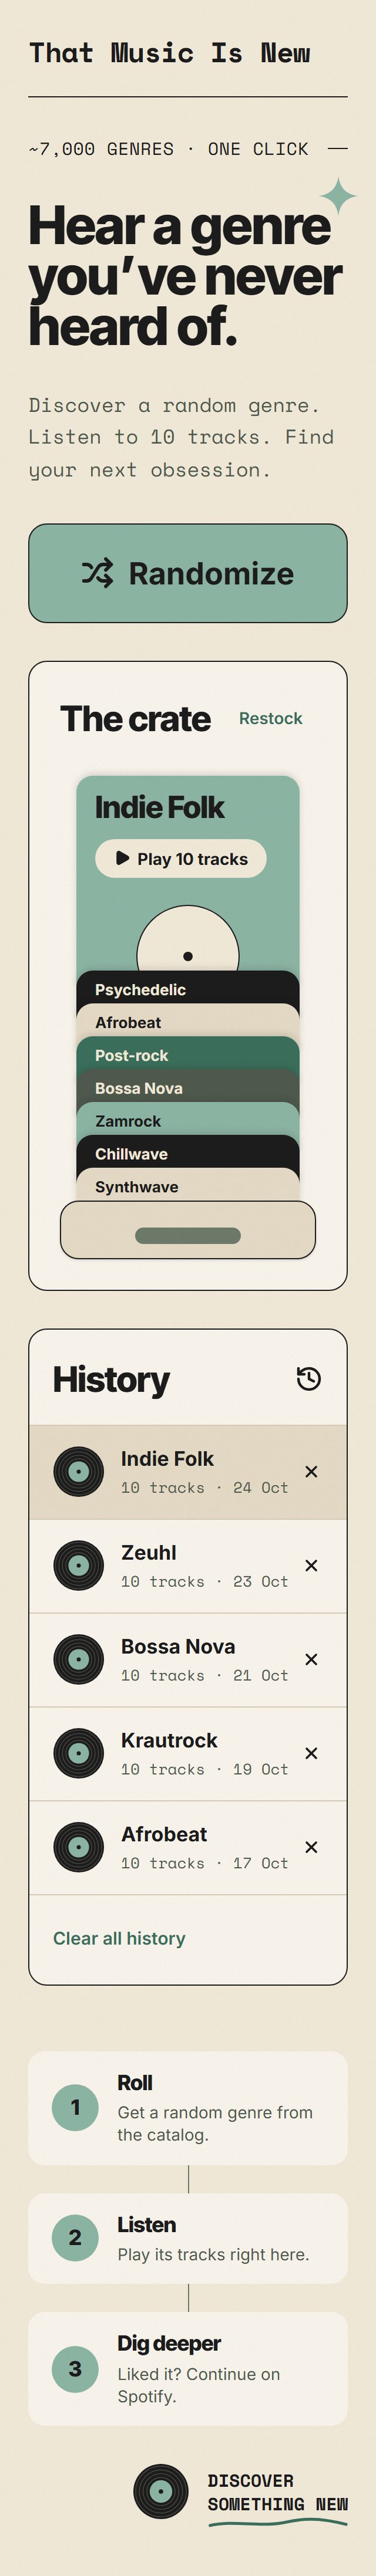 That Music Is New
~7,000 GENRES · ONE CLICK
Hear a genre
you’ve never
heard of.
Discover a random genre.
Listen to 10 tracks. Find
your next obsession.
Randomize
The crate
Restock
Indie Folk
Play 10 tracks
Psychedelic
Afrobeat
Post-rock
Bossa Nova
Zamrock
Chillwave
Synthwave
History
Indie Folk
10 tracks · 24 Oct
Zeuhl
10 tracks · 23 Oct
Bossa Nova
10 tracks · 21 Oct
Krautrock
10 tracks · 19 Oct
Afrobeat
10 tracks · 17 Oct
Clear all history
1
Roll
Get a random genre from
the catalog.
2
Listen
Play its tracks right here.
3
Dig deeper
Liked it? Continue on
Spotify.
DISCOVER
SOMETHING NEW